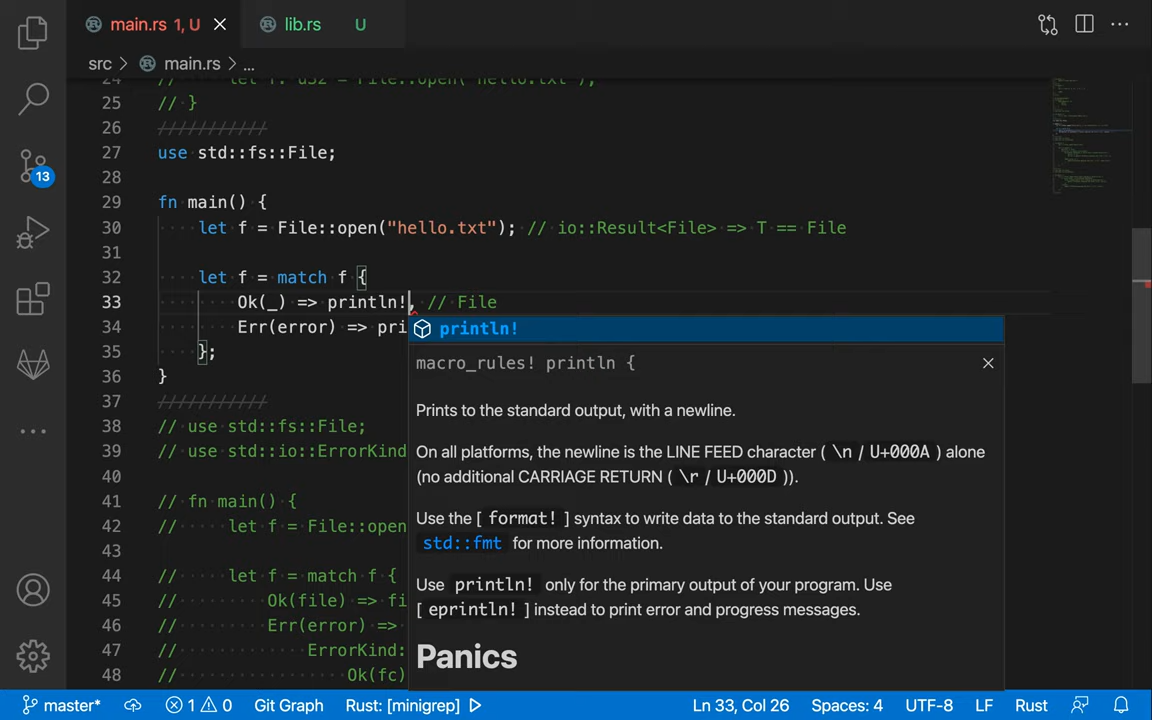 main.rs 1, U
lib.rs U
src > main.rs > ...
24 // let f: u32 = File::open("hello.txt");
25 // }
26 ///////////
27 use std::fs::File;
28
29 fn main() {
30 let f = File::open("hello.txt"); // io::Result<File> => T == File
31
32 let f = match f {
33 Ok(_) => println!, // File
34 Err(error) => pri
35 };
36 }
37 ///////////
38 // use std::fs::File;
39 // use std::io::ErrorKind
40
41 // fn main() {
42 // let f = File::open
43
44 // let f = match f {
45 // Ok(file) => fi
46 // Err(error) =>
47 // ErrorKind:
48 // Ok(fc)
println!
macro_rules! println {
Prints to the standard output, with a newline.
On all platforms, the newline is the LINE FEED character ( \n / U+000A ) alone
(no additional CARRIAGE RETURN ( \r / U+000D )).
Use the [ format! ] syntax to write data to the standard output. See
std::fmt for more information.
Use println! only for the primary output of your program. Use
[ eprintln! ] instead to print error and progress messages.
Panics
13
master*
1 0
Git Graph
Rust: [minigrep]
Ln 33, Col 26
Spaces: 4
UTF-8
LF
Rust